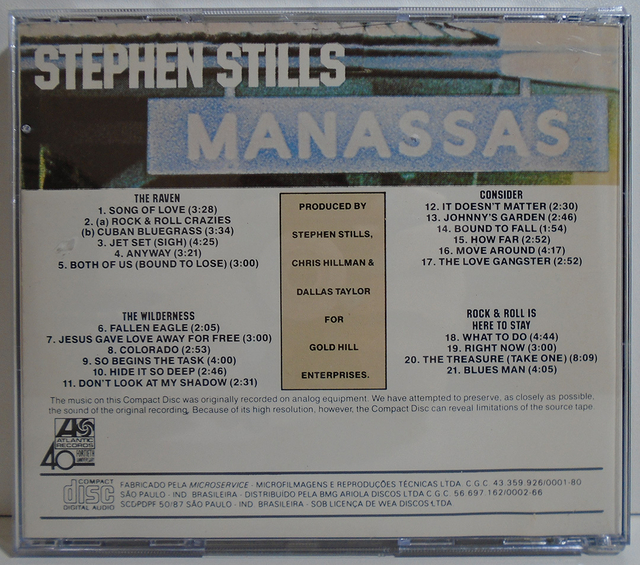 STEPHEN STILLS
MANASSAS
THE RAVEN
1. SONG OF LOVE (3:28)
2. (a) ROCK & ROLL CRAZIES
(b) CUBAN BLUEGRASS (3:34)
3. JET SET (SIGH) (4:25)
4. ANYWAY (3:21)
5. BOTH OF US (BOUND TO LOSE) (3:00)
THE WILDERNESS
6. FALLEN EAGLE (2:05)
7. JESUS GAVE LOVE AWAY FOR FREE (3:00)
8. COLORADO (2:53)
9. SO BEGINS THE TASK (4:00)
10. HIDE IT SO DEEP (2:46)
11. DON'T LOOK AT MY SHADOW (2:31)
PRODUCED BY
STEPHEN STILLS,
CHRIS HILLMAN &
DALLAS TAYLOR
FOR
GOLD HILL
ENTERPRISES.
CONSIDER
12. IT DOESN'T MATTER (2:30)
13. JOHNNY'S GARDEN (2:46)
14. BOUND TO FALL (1:54)
15. HOW FAR (2:52)
16. MOVE AROUND (4:17)
17. THE LOVE GANGSTER (2:52)
ROCK & ROLL IS
HERE TO STAY
18. WHAT TO DO (4:44)
19. RIGHT NOW (3:00)
20. THE TREASURE (TAKE ONE) (8:09)
21. BLUES MAN (4:05)
The music on this Compact Disc was originally recorded on analog equipment. We have attempted to preserve, as closely as possible,
the sound of the original recording. Because of its high resolution, however, the Compact Disc can reveal limitations of the source tape.
ATLANTIC
RECORDS
40
COMPACT
disc
DIGITAL AUDIO
FABRICADO PELA MICROSERVICE - MICROFILMAGENS E REPRODUÇÕES TÉCNICAS LTDA. C.G.C. 43 359.926/0001-80
SÃO PAULO - IND. BRASILEIRA - DISTRIBUÍDO PELA BMG ARIOLA DISCOS LTDA C.G.C. 56 697.162/0002-66
SCDPDPF 50/87 SÃO PAULO - IND. BRASILEIRA - SOB LICENÇA DE WEA DISCOS LTDA